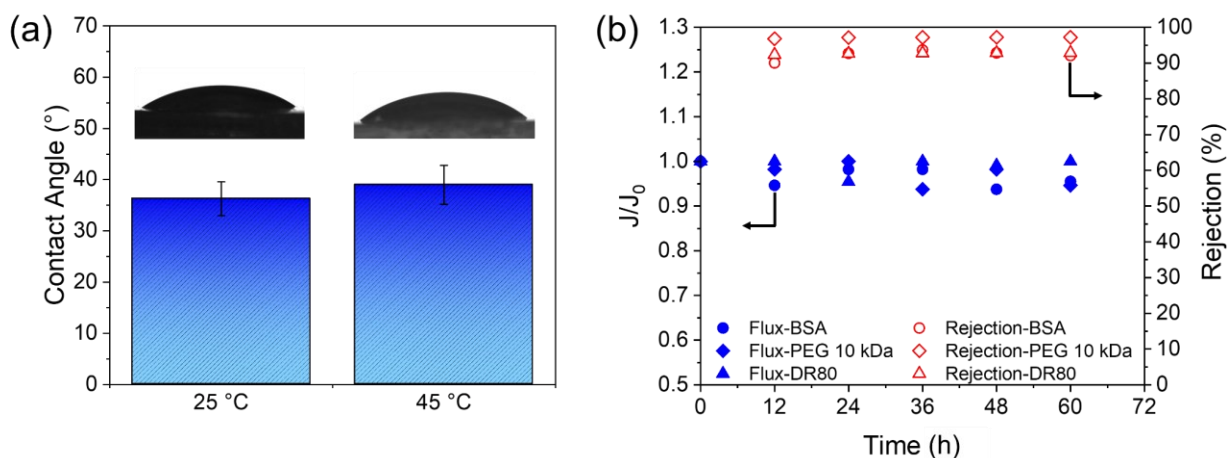 (a)
70
60
50
40
30
20
10
0
Contact Angle (°)
25 °C
45 °C
(b)
1.3
1.2
1.1
1.0
0.9
0.8
0.7
0.6
0.5
J/J0
100
90
80
70
60
50
40
30
20
10
0
Rejection (%)
Flux-BSA
Rejection-BSA
Flux-PEG 10 kDa
Rejection-PEG 10 kDa
Flux-DR80
Rejection-DR80
0 12 24 36 48 60 72
Time (h)